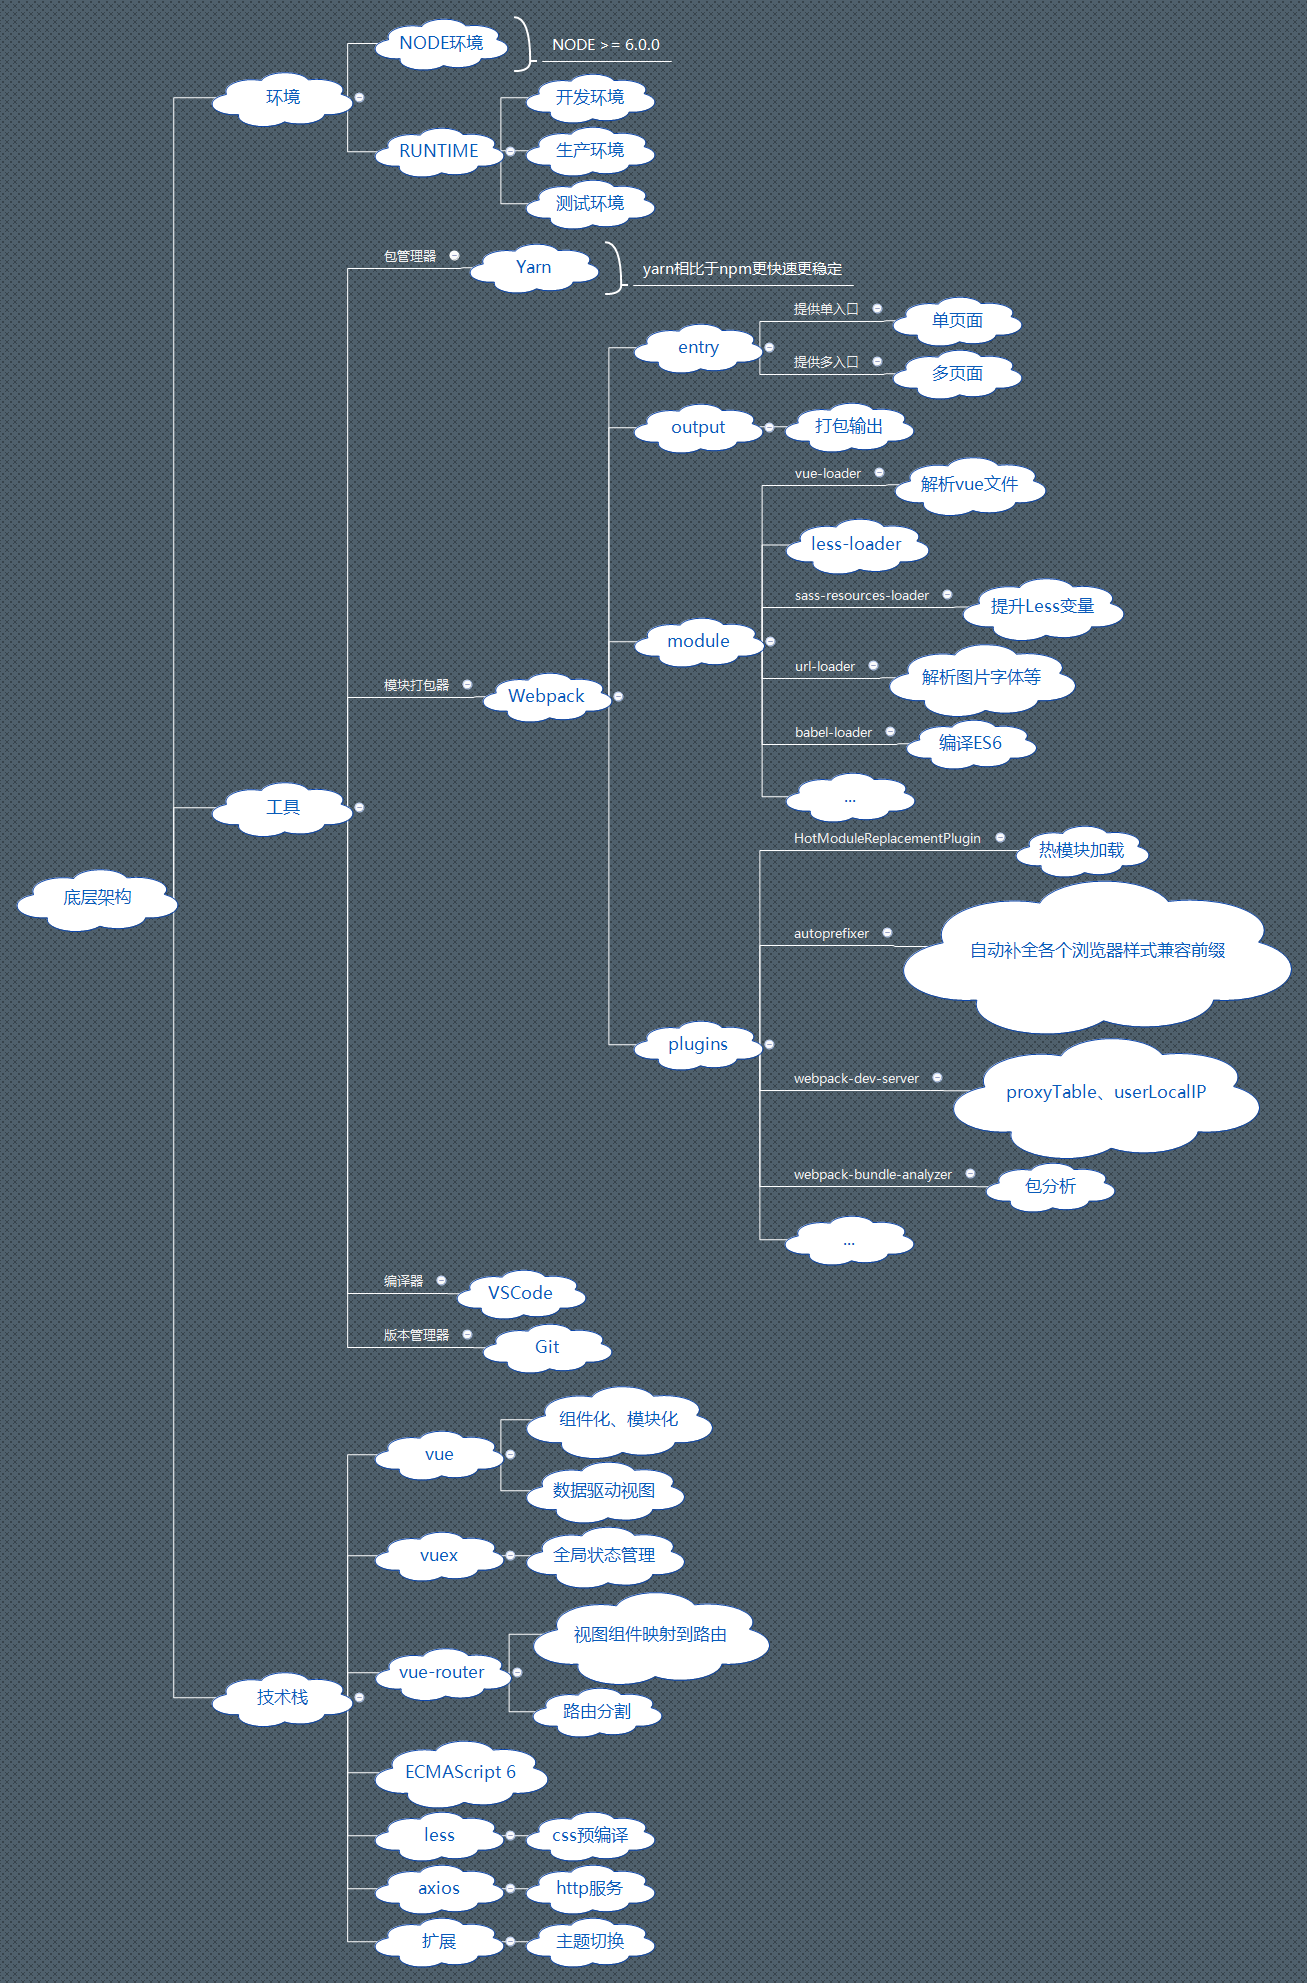 底层架构
环境
NODE环境
NODE >= 6.0.0
RUNTIME
开发环境
生产环境
测试环境
工具
包管理器
Yarn
yarn相比于npm更快速更稳定
模块打包器
Webpack
entry
提供单入口
单页面
提供多入口
多页面
output
打包输出
module
vue-loader
解析vue文件
less-loader
sass-resources-loader
提升Less变量
url-loader
解析图片字体等
babel-loader
编译ES6
...
plugins
HotModuleReplacementPlugin
热模块加载
autoprefixer
自动补全各个浏览器样式兼容前缀
webpack-dev-server
proxyTable、userLocalIP
webpack-bundle-analyzer
包分析
...
编译器
VSCode
版本管理器
Git
技术栈
vue
组件化、模块化
数据驱动视图
vuex
全局状态管理
vue-router
视图组件映射到路由
路由分割
ECMAScript 6
less
css预编译
axios
http服务
扩展
主题切换